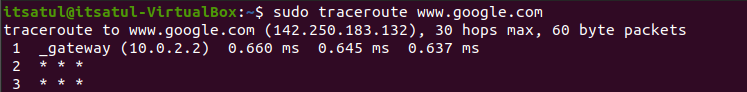 itsatul@itsatul-VirtualBox:~$ sudo traceroute www.google.com
traceroute to www.google.com (142.250.183.132), 30 hops max, 60 byte packets
 1  _gateway (10.0.2.2)  0.660 ms  0.645 ms  0.637 ms
 2  * * *
 3  * * *